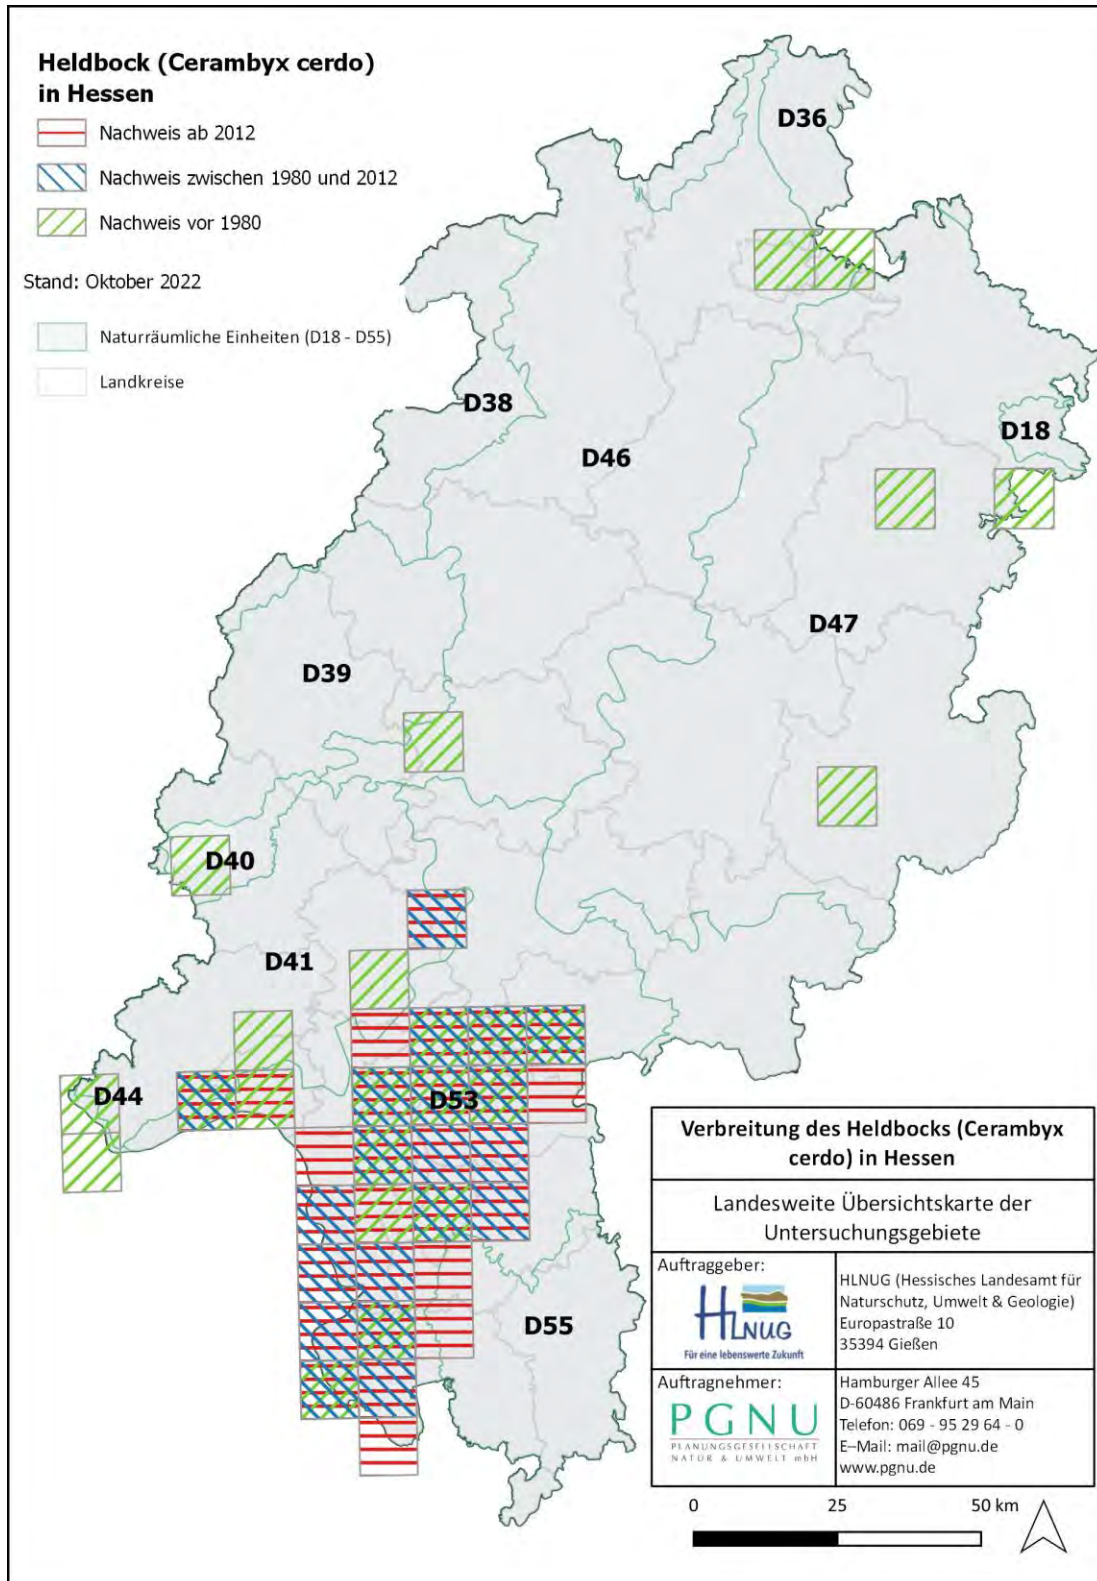 Heldbock (Cerambyx cerdo)
in Hessen
Nachweis ab 2012
Nachweis zwischen 1980 und 2012
Nachweis vor 1980
Stand: Oktober 2022
Naturräumliche Einheiten (D18 - D55)
Landkreise
D36
D38
D18
D46
D47
D39
D40
D41
D44
D53
D55
Verbreitung des Heldbocks (Cerambyx
cerdo) in Hessen
Landesweite Übersichtskarte der
Untersuchungsgebiete
Auftraggeber:
HLNUG
Für eine lebenswerte Zukunft
HLNUG (Hessisches Landesamt für
Naturschutz, Umwelt & Geologie)
Europastraße 10
35394 Gießen
Auftragnehmer:
PGNU
PLANUNGSGESELLSCHAFT
NATUR & UMWELT mbH
Hamburger Allee 45
D-60486 Frankfurt am Main
Telefon: 069 - 95 29 64 - 0
E–Mail: mail@pgnu.de
www.pgnu.de
0 25 50 km